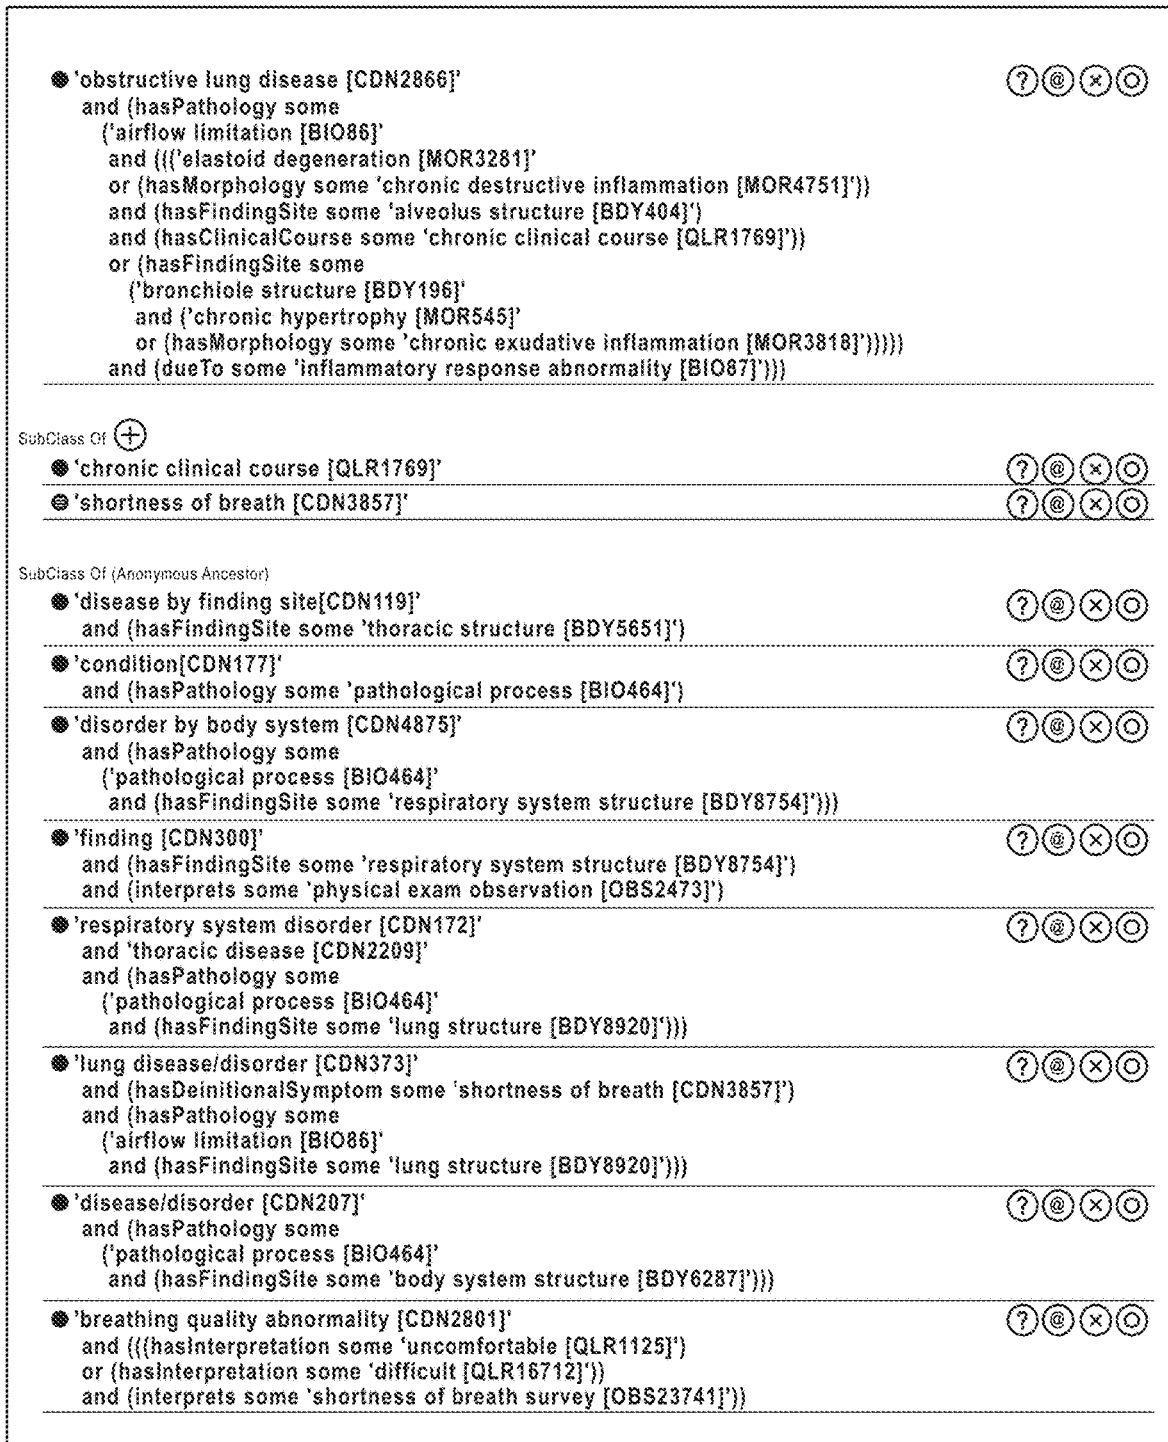 'obstructive lung disease [CDN2866]' ? @ × O
and (hasPathology some
('airflow limitation [BIO86]'
and ((('elastoid degeneration [MOR3281]'
or (hasMorphology some 'chronic destructive inflammation [MOR4751]'))
and (hasFindingSite some 'alveolus structure [BDY404]')
and (hasClinicalCourse some 'chronic clinical course [QLR1769]'))
or (hasFindingSite some
('bronchiole structure [BDY196]'
and ('chronic hypertrophy [MOR545]'
or (hasMorphology some 'chronic exudative inflammation [MOR3818]')))))
and (dueTo some 'inflammatory response abnormality [BIO87]')))
SubClass Of +
'chronic clinical course [QLR1769]' ? @ × O
'shortness of breath [CDN3857]' ? @ × O
SubClass Of (Anonymous Ancestor)
'disease by finding site[CDN119]' ? @ × O
and (hasFindingSite some 'thoracic structure [BDY5651]')
'condition[CDN177]' ? @ × O
and (hasPathology some 'pathological process [BIO464]')
'disorder by body system [CDN4875]' ? @ × O
and (hasPathology some
('pathological process [BIO464]'
and (hasFindingSite some 'respiratory system structure [BDY8754]')))
'finding [CDN300]' ? @ × O
and (hasFindingSite some 'respiratory system structure [BDY8754]')
and (interprets some 'physical exam observation [OBS2473]')
'respiratory system disorder [CDN172]' ? @ × O
and 'thoracic disease [CDN2209]'
and (hasPathology some
('pathological process [BIO464]'
and (hasFindingSite some 'lung structure [BDY8920]')))
'lung disease/disorder [CDN373]' ? @ × O
and (hasDeinitionalSymptom some 'shortness of breath [CDN3857]')
and (hasPathology some
('airflow limitation [BIO86]'
and (hasFindingSite some 'lung structure [BDY8920]')))
'disease/disorder [CDN207]' ? @ × O
and (hasPathology some
('pathological process [BIO464]'
and (hasFindingSite some 'body system structure [BDY6287]')))
'breathing quality abnormality [CDN2801]' ? @ × O
and (((hasInterpretation some 'uncomfortable [QLR1125]')
or (hasInterpretation some 'difficult [QLR16712]'))
and (interprets some 'shortness of breath survey [OBS23741]'))